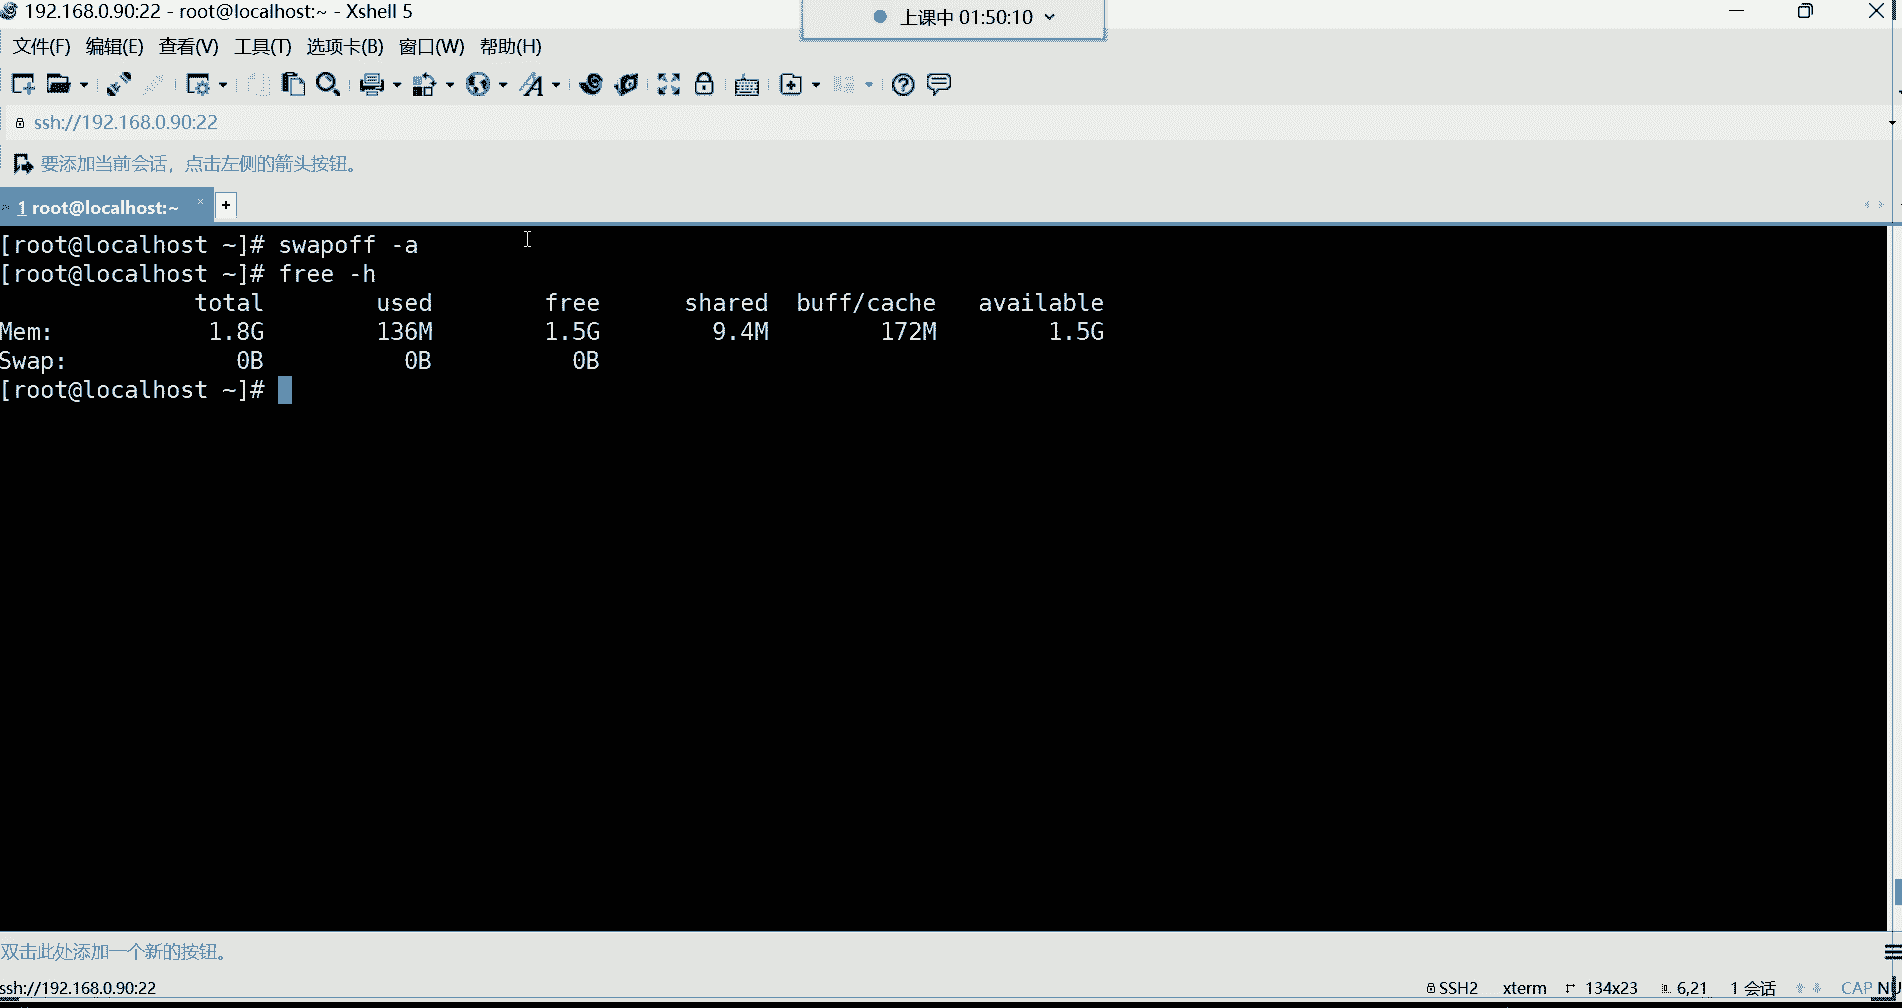 192.168.0.90:22 - root@localhost:~ - Xshell 5
上课中 01:50:10
文件(F) 编辑(E) 查看(V) 工具(T) 选项卡(B) 窗口(W) 帮助(H)
ssh://192.168.0.90:22
要添加当前会话，点击左侧的箭头按钮。
1 root@localhost:~ × +
[root@localhost ~]# swapoff -a
[root@localhost ~]# free -h
total used free shared buff/cache available
Mem: 1.8G 136M 1.5G 9.4M 172M 1.5G
Swap: 0B 0B 0B
[root@localhost ~]#
双击此处添加一个新的按钮。
ssh://192.168.0.90:22 SSH2 xterm 134x23 6,21 1 会话 CAP